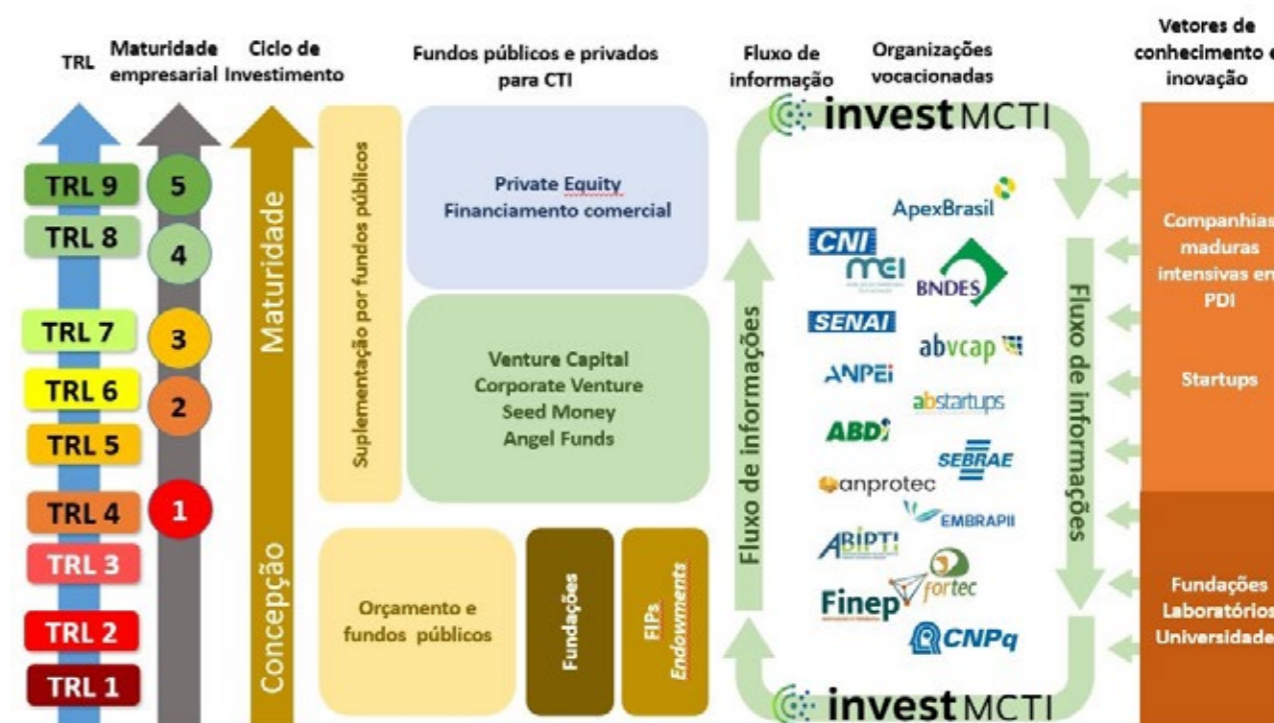 TRL
Maturidade
empresarial
Ciclo de
Investimento
Fundos públicos e privados
para CTI
Fluxo de
informação
Organizações
vocacionadas
Vetores de
conhecimento e
inovação
TRL 9
TRL 8
TRL 7
TRL 6
TRL 5
TRL 4
TRL 3
TRL 2
TRL 1
5
4
3
2
1
Maturidade
Concepção
Suplementação por fundos públicos
Private Equity
Financiamento comercial
Venture Capital
Corporate Venture
Seed Money
Angel Funds
Orçamento e
fundos públicos
Fundações
FIPs
Endowments
investMCTI
Fluxo de informações
ApexBrasil
CNI
MEI
BNDES
SENAI
abvcap
ANPEi
abstartups
ABDi
SEBRAE
anprotec
EMBRAPII
ABIPTI
fortec
Finep
CNPq
Fluxo de informações
investMCTI
Companhias
maduras
intensivas em
PDI
Startups
Fundações
Laboratórios
Universidade